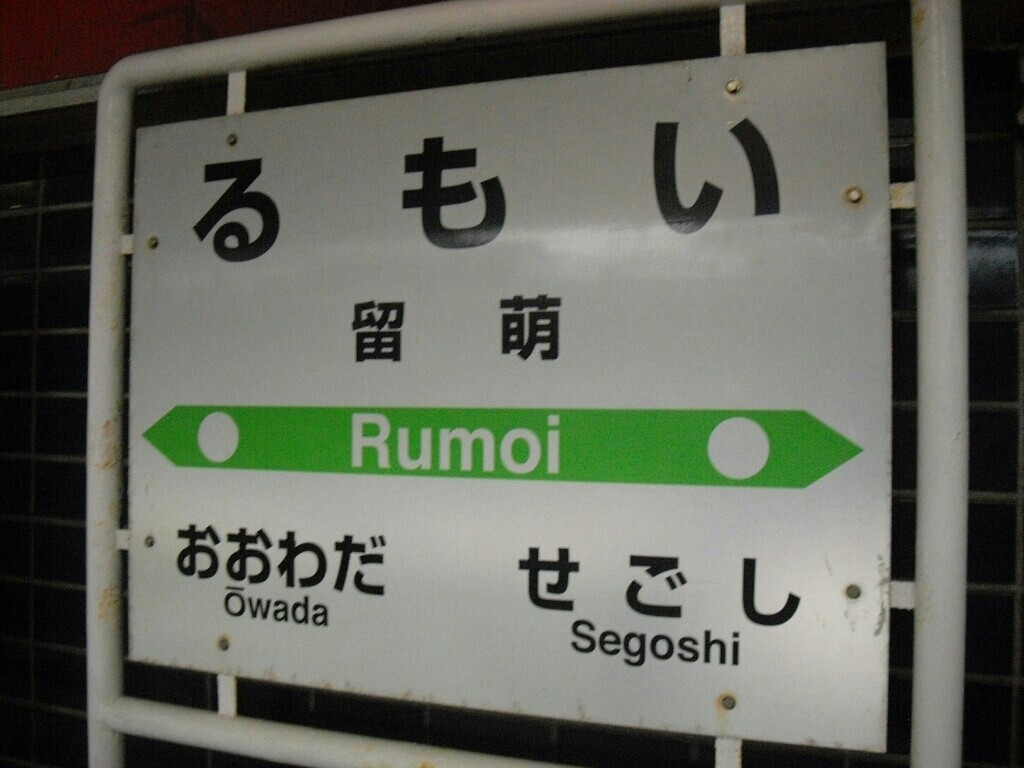 るもい
留萌
Rumoi
おおわだ せごし
Ōwada Segoshi